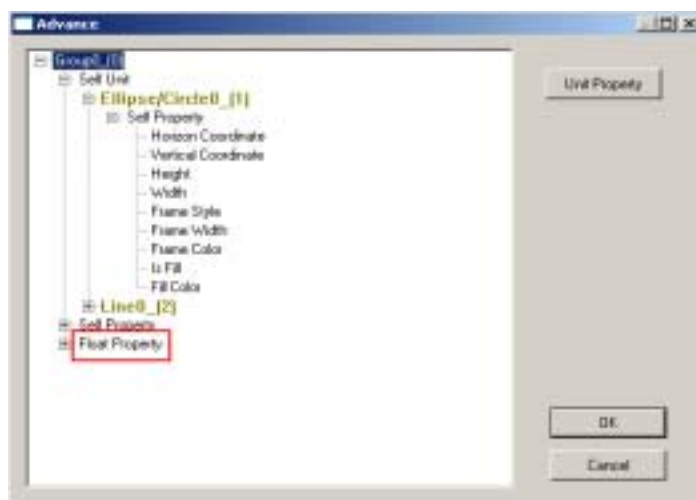 Advance
Group0_(0)
Self Unit
Ellipse/Circle0_(1)
Self Property
Horizon Coordinate
Vertical Coordinate
Height
Width
Frame Style
Frame Width
Frame Color
Is Fill
Fill Color
Line0_(2)
Self Property
Float Property
Unit Property
OK
Cancel